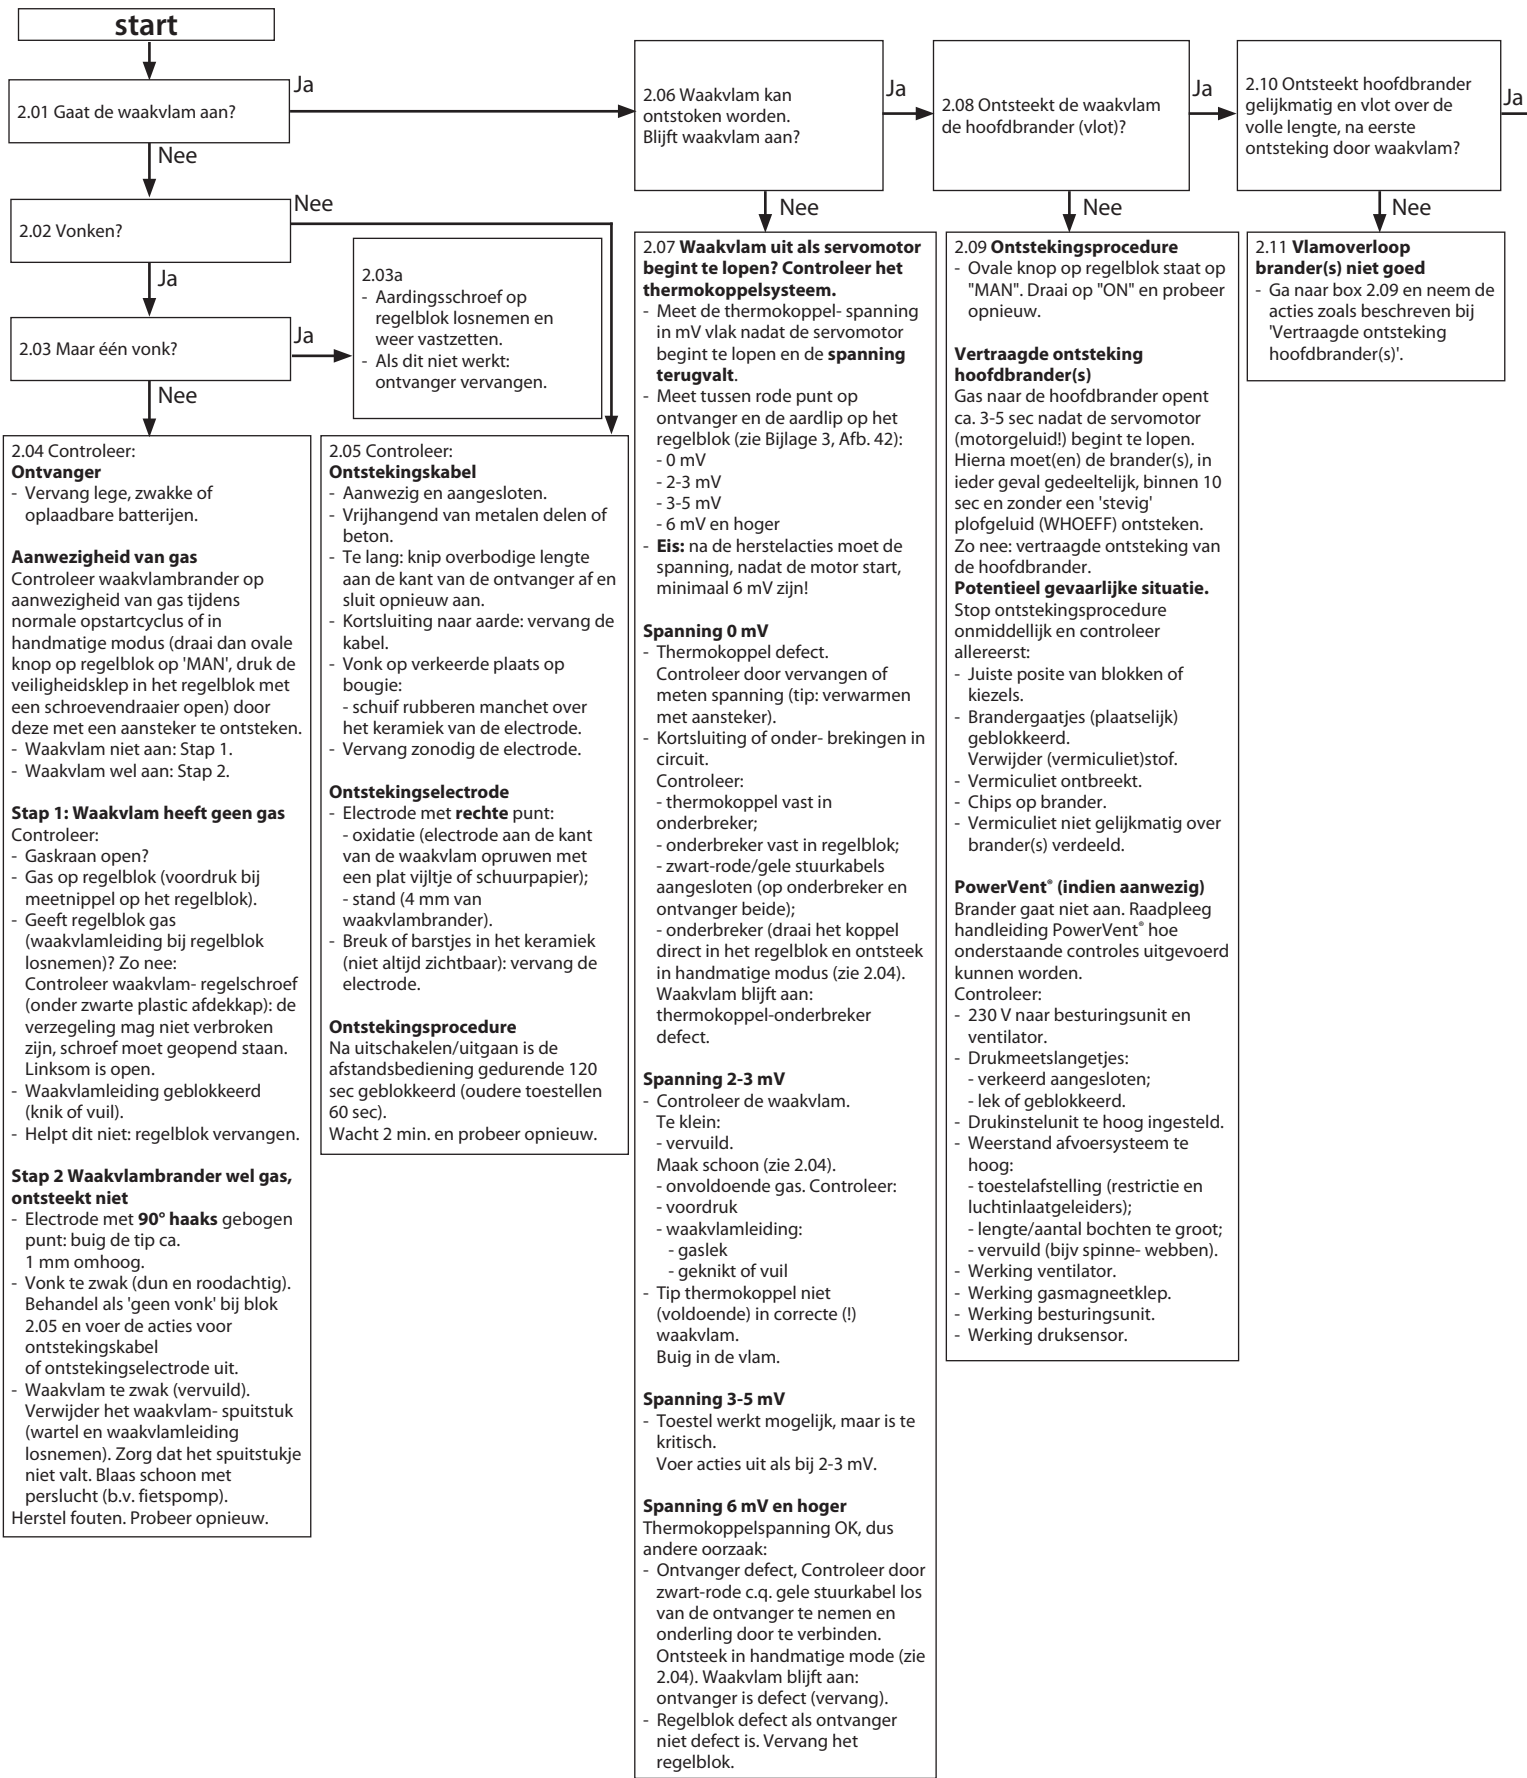 start
2.01 Gaat de waakvlam aan?
Ja
Nee
2.02 Vonken?
Nee
Ja
2.03 Maar één vonk?
Ja
Nee
2.03a
- Aardingsschroef op
regelblok losnemen en
weer vastzetten.
- Als dit niet werkt:
ontvanger vervangen.
2.04 Controleer:
Ontvanger
- Vervang lege, zwakke of
oplaadbare batterijen.
Aanwezigheid van gas
Controleer waakvlambrander op
aanwezigheid van gas tijdens
normale opstartcyclus of in
handmatige modus (draai dan ovale
knop op regelblok op 'MAN', druk de
veiligheidsklep in het regelblok met
een schroevendraaier open) door
deze met een aansteker te ontsteken.
- Waakvlam niet aan: Stap 1.
- Waakvlam wel aan: Stap 2.
Stap 1: Waakvlam heeft geen gas
Controleer:
- Gaskraan open?
- Gas op regelblok (voordruk bij
meetnippel op het regelblok).
- Geeft regelblok gas
(waakvlamleiding bij regelblok
losnemen)? Zo nee:
Controleer waakvlam- regelschroef
(onder zwarte plastic afdekkap): de
verzegeling mag niet verbroken
zijn, schroef moet geopend staan.
Linksom is open.
- Waakvlamleiding geblokkeerd
(knik of vuil).
- Helpt dit niet: regelblok vervangen.
Stap 2 Waakvlambrander wel gas,
ontsteekt niet
- Electrode met 90° haaks gebogen
punt: buig de tip ca.
1 mm omhoog.
- Vonk te zwak (dun en roodachtig).
Behandel als 'geen vonk' bij blok
2.05 en voer de acties voor
ontstekingskabel
of ontstekingselectrode uit.
- Waakvlam te zwak (vervuild).
Verwijder het waakvlam- spuitstuk
(wartel en waakvlamleiding
losnemen). Zorg dat het spuitstukje
niet valt. Blaas schoon met
perslucht (b.v. fietspomp).
Herstel fouten. Probeer opnieuw.
2.05 Controleer:
Ontstekingskabel
- Aanwezig en aangesloten.
- Vrijhangend van metalen delen of
beton.
- Te lang: knip overbodige lengte
aan de kant van de ontvanger af en
sluit opnieuw aan.
- Kortsluiting naar aarde: vervang de
kabel.
- Vonk op verkeerde plaats op
bougie:
- schuif rubberen manchet over
het keramiek van de electrode.
- Vervang zonodig de electrode.
Ontstekingselectrode
- Electrode met rechte punt:
- oxidatie (electrode aan de kant
van de waakvlam opruwen met
een plat vijltje of schuurpapier);
- stand (4 mm van
waakvlambrander).
- Breuk of barstjes in het keramiek
(niet altijd zichtbaar): vervang de
electrode.
Ontstekingsprocedure
Na uitschakelen/uitgaan is de
afstandsbediening gedurende 120
sec geblokkeerd (oudere toestellen
60 sec).
Wacht 2 min. en probeer opnieuw.
2.06 Waakvlam kan
ontstoken worden.
Blijft waakvlam aan?
Ja
Nee
2.07 Waakvlam uit als servomotor
begint te lopen? Controleer het
thermokoppelsysteem.
- Meet de thermokoppel- spanning
in mV vlak nadat de servomotor
begint te lopen en de spanning
terugvalt.
- Meet tussen rode punt op
ontvanger en de aardlip op het
regelblok (zie Bijlage 3, Afb. 42):
- 0 mV
- 2-3 mV
- 3-5 mV
- 6 mV en hoger
- Eis: na de herstelacties moet de
spanning, nadat de motor start,
minimaal 6 mV zijn!
Spanning 0 mV
- Thermokoppel defect.
Controleer door vervangen of
meten spanning (tip: verwarmen
met aansteker).
- Kortsluiting of onder- brekingen in
circuit.
Controleer:
- thermokoppel vast in
onderbreker;
- onderbreker vast in regelblok;
- zwart-rode/gele stuurkabels
aangesloten (op onderbreker en
ontvanger beide);
- onderbreker (draai het koppel
direct in het regelblok en ontsteek
in handmatige modus (zie 2.04).
Waakvlam blijft aan:
thermokoppel-onderbreker
defect.
Spanning 2-3 mV
- Controleer de waakvlam.
Te klein:
- vervuild.
Maak schoon (zie 2.04).
- onvoldoende gas. Controleer:
- voordruk
- waakvlamleiding:
- gaslek
- geknikt of vuil
- Tip thermokoppel niet
(voldoende) in correcte (!)
waakvlam.
Buig in de vlam.
Spanning 3-5 mV
- Toestel werkt mogelijk, maar is te
kritisch.
Voer acties uit als bij 2-3 mV.
Spanning 6 mV en hoger
Thermokoppelspanning OK, dus
andere oorzaak:
- Ontvanger defect, Controleer door
zwart-rode c.q. gele stuurkabel los
van de ontvanger te nemen en
onderling door te verbinden.
Ontsteek in handmatige mode (zie
2.04). Waakvlam blijft aan:
ontvanger is defect (vervang).
- Regelblok defect als ontvanger
niet defect is. Vervang het
regelblok.
2.08 Ontsteekt de waakvlam
de hoofdbrander (vlot)?
Ja
Nee
2.09 Ontstekingsprocedure
- Ovale knop op regelblok staat op
"MAN". Draai op "ON" en probeer
opnieuw.
Vertraagde ontsteking
hoofdbrander(s)
Gas naar de hoofdbrander opent
ca. 3-5 sec nadat de servomotor
(motorgeluid!) begint te lopen.
Hierna moet(en) de brander(s), in
ieder geval gedeeltelijk, binnen 10
sec en zonder een 'stevig'
plofgeluid (WHOEFF) ontsteken.
Zo nee: vertraagde ontsteking van
de hoofdbrander.
Potentieel gevaarlijke situatie.
Stop ontstekingsprocedure
onmiddellijk en controleer
allereerst:
- Juiste posite van blokken of
kiezels.
- Brandergaatjes (plaatselijk)
geblokkeerd.
Verwijder (vermiculiet)stof.
- Vermiculiet ontbreekt.
- Chips op brander.
- Vermiculiet niet gelijkmatig over
brander(s) verdeeld.
PowerVent® (indien aanwezig)
Brander gaat niet aan. Raadpleeg
handleiding PowerVent® hoe
onderstaande controles uitgevoerd
kunnen worden.
Controleer:
- 230 V naar besturingsunit en
ventilator.
- Drukmeetslangetjes:
- verkeerd aangesloten;
- lek of geblokkeerd.
- Drukinstelunit te hoog ingesteld.
- Weerstand afvoersysteem te
hoog:
- toestelafstelling (restrictie en
luchtinlaatgeleiders);
- lengte/aantal bochten te groot;
- vervuild (bijv spinne- webben).
- Werking ventilator.
- Werking gasmagneetklep.
- Werking besturingsunit.
- Werking druksensor.
2.10 Ontsteekt hoofdbrander
gelijkmatig en vlot over de
volle lengte, na eerste
ontsteking door waakvlam?
Ja
Nee
2.11 Vlamoverloop
brander(s) niet goed
- Ga naar box 2.09 en neem de
acties zoals beschreven bij
'Vertraagde ontsteking
hoofdbrander(s)'.